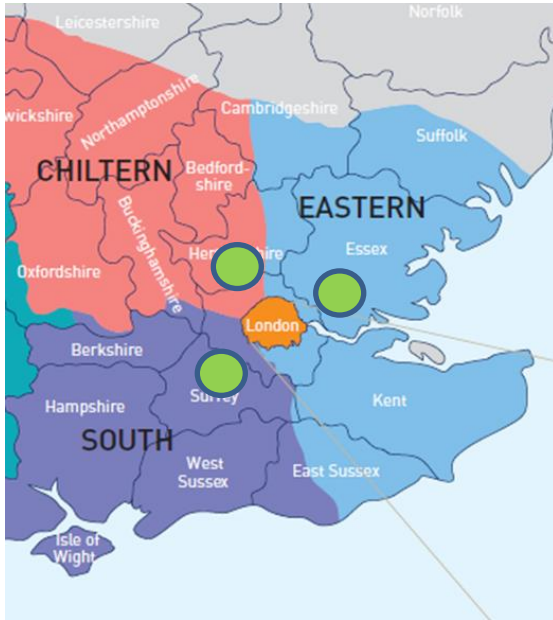 Leicestershire
Norfolk
wickshire
Northamptonshire
Cambridgeshire
Suffolk
CHILTERN
Bedford-
shire
EASTERN
Buckinghamshire
Essex
Oxfordshire
London
Berkshire
Hampshire
Surrey
Kent
SOUTH
West
Sussex
East Sussex
Isle of
Wight